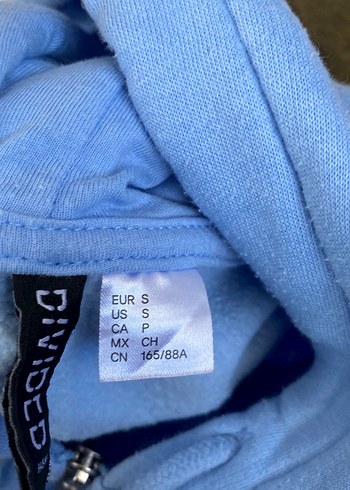 DIVIDED
EUR S
US S
CA P
MX CH
CN 165/88A